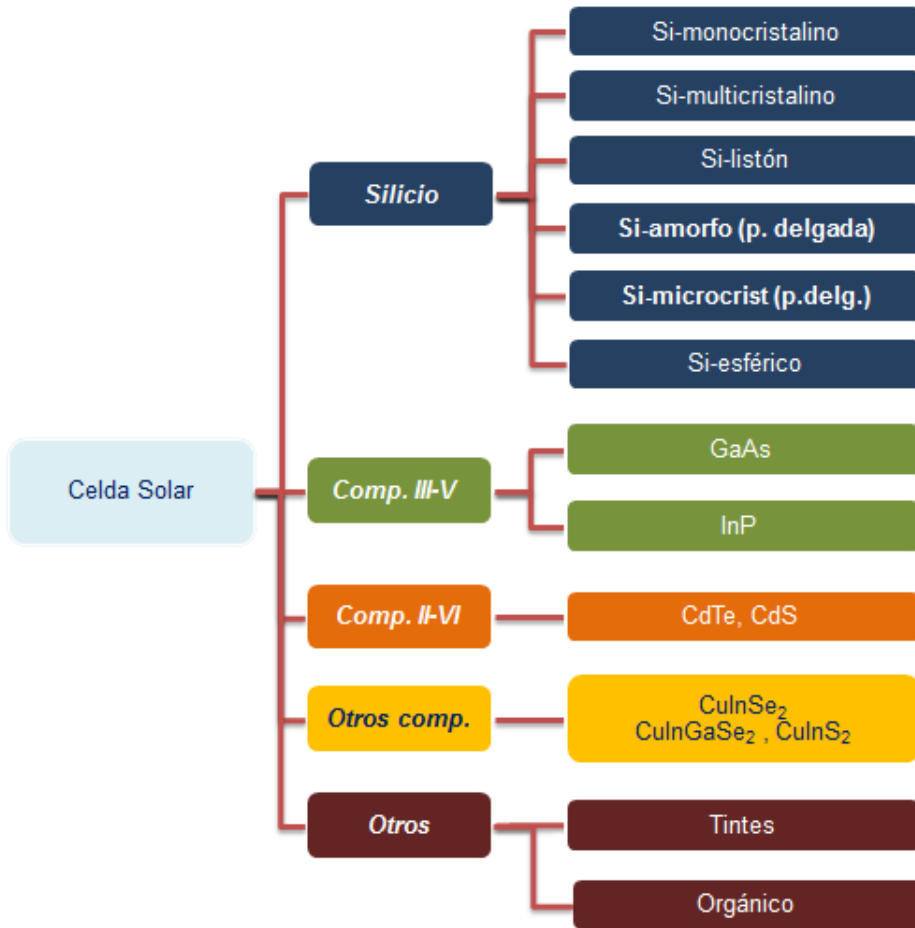 Celda Solar
Silicio
Si-monocristalino
Si-multicristalino
Si-listón
Si-amorfo (p. delgada)
Si-microcrist (p.delg.)
Si-esférico
Comp. III-V
GaAs
InP
Comp. II-VI
CdTe, CdS
Otros comp.
CuInSe₂
CuInGaSe₂ , CuInS₂
Otros
Tintes
Orgánico